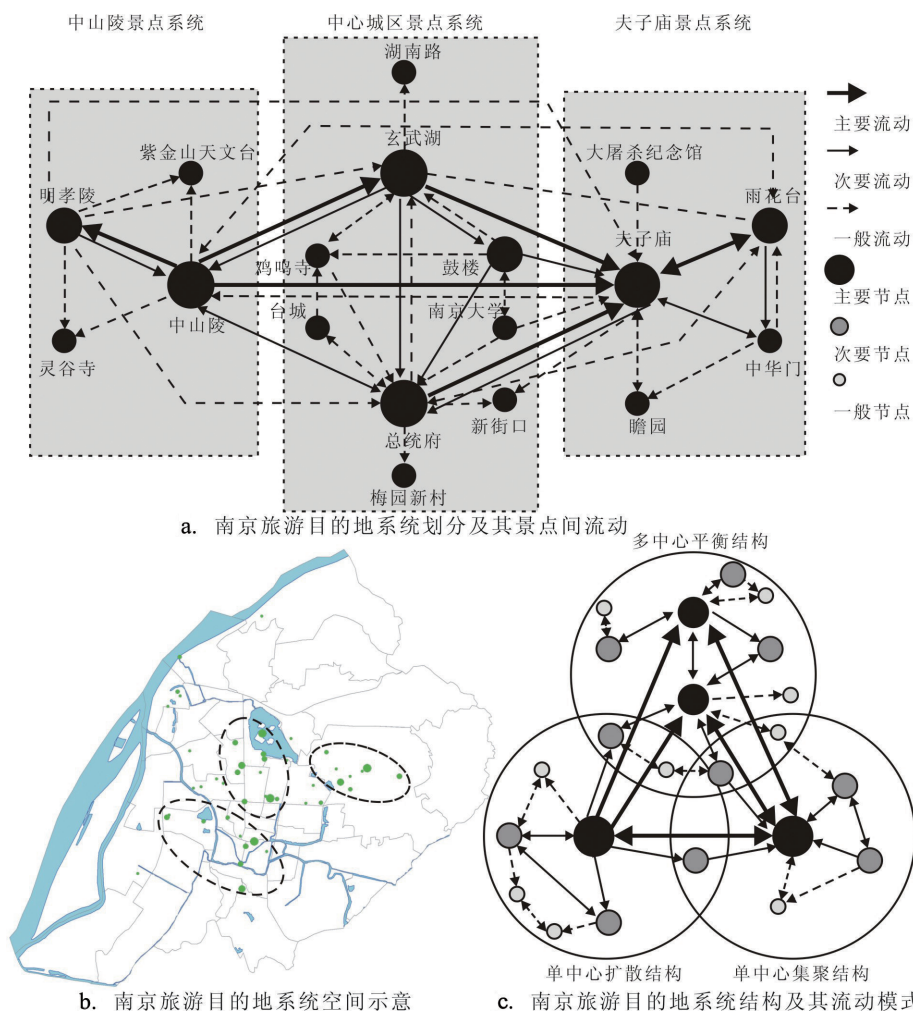 中山陵景点系统
中心城区景点系统
夫子庙景点系统
湖南路
主要流动
紫金山天文台
玄武湖
大屠杀纪念馆
次要流动
明孝陵
雨花台
夫子庙
一般流动
鸡鸣寺
鼓楼
主要节点
中山陵
台城
南京大学
灵谷寺
中华门
次要节点
总统府
新街口
瞻园
一般节点
梅园新村
a. 南京旅游目的地系统划分及其景点间流动
多中心平衡结构
单中心扩散结构
单中心集聚结构
b. 南京旅游目的地系统空间示意
c. 南京旅游目的地系统结构及其流动模式